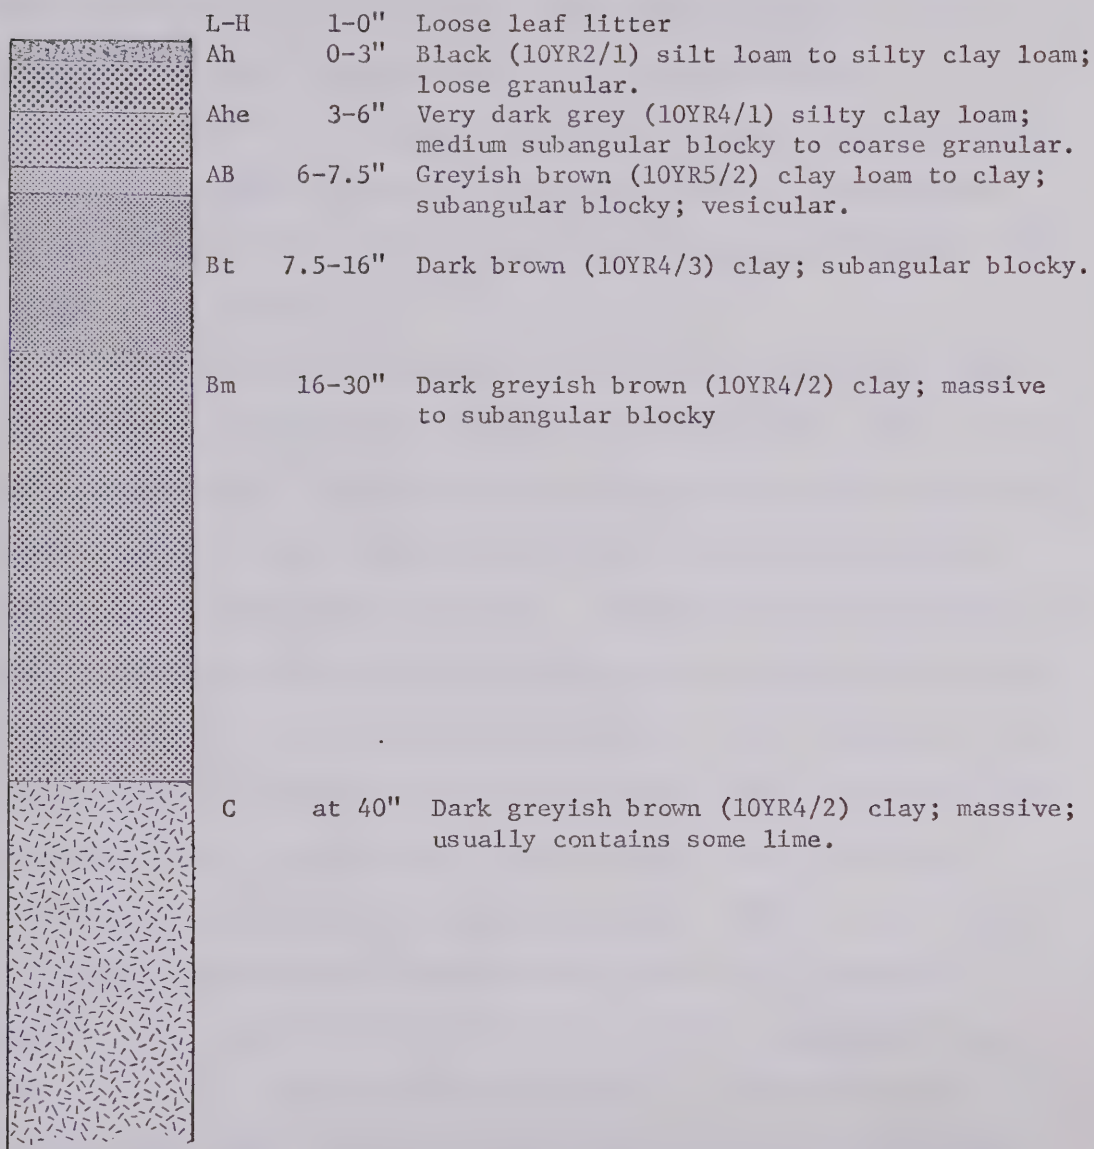 L-H 1-0" Loose leaf litter
Ah 0-3" Black (10YR2/1) silt loam to silty clay loam;
loose granular.
Ahe 3-6" Very dark grey (10YR4/1) silty clay loam;
medium subangular blocky to coarse granular.
AB 6-7.5" Greyish brown (10YR5/2) clay loam to clay;
subangular blocky; vesicular.
Bt 7.5-16" Dark brown (10YR4/3) clay; subangular blocky.
Bm 16-30" Dark greyish brown (10YR4/2) clay; massive
to subangular blocky
C at 40" Dark greyish brown (10YR4/2) clay; massive;
usually contains some lime.